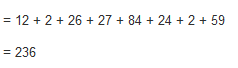 = 12 + 2 + 26 + 27 + 84 + 24 + 2 + 59
= 236